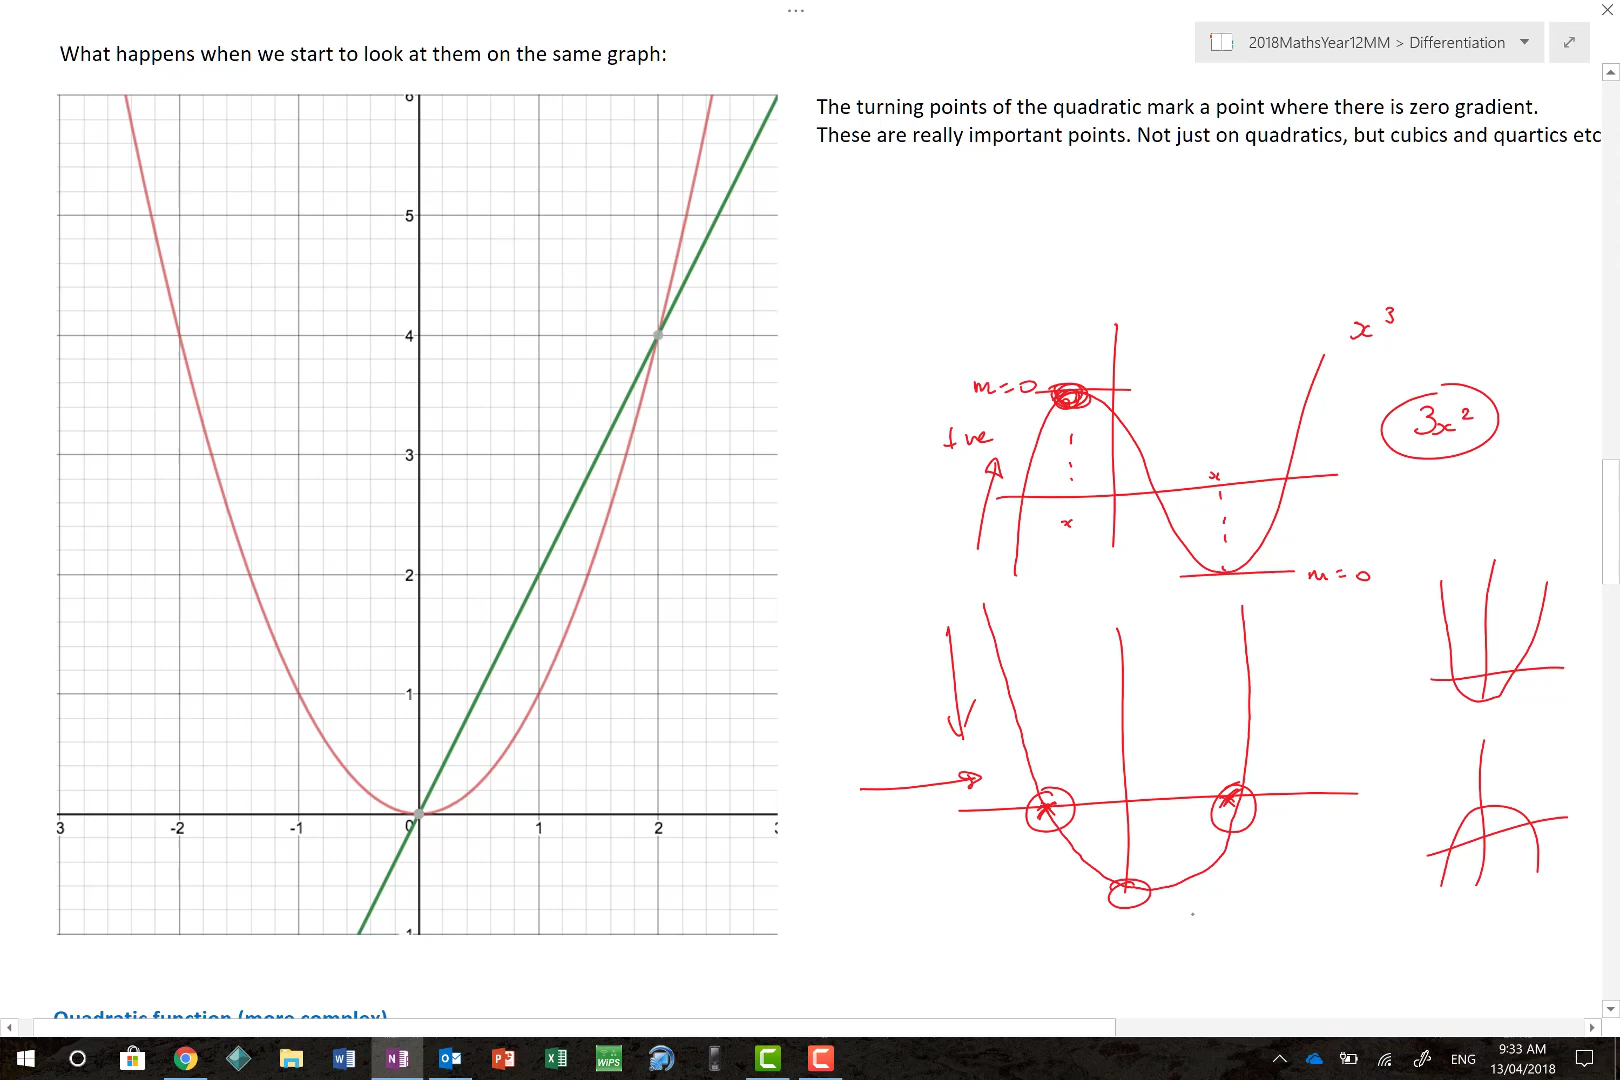 2018MathsYear12MM > Differentiation
What happens when we start to look at them on the same graph:
The turning points of the quadratic mark a point where there is zero gradient.
These are really important points. Not just on quadratics, but cubics and quartics etc
6
5
4
3
2
1
3 -2 -1 0 1 2
1
x³
m=0
3x²
+ve
x
x
m=0
Quadratic function (more complex)
ENG
9:33 AM
13/04/2018
WiPS